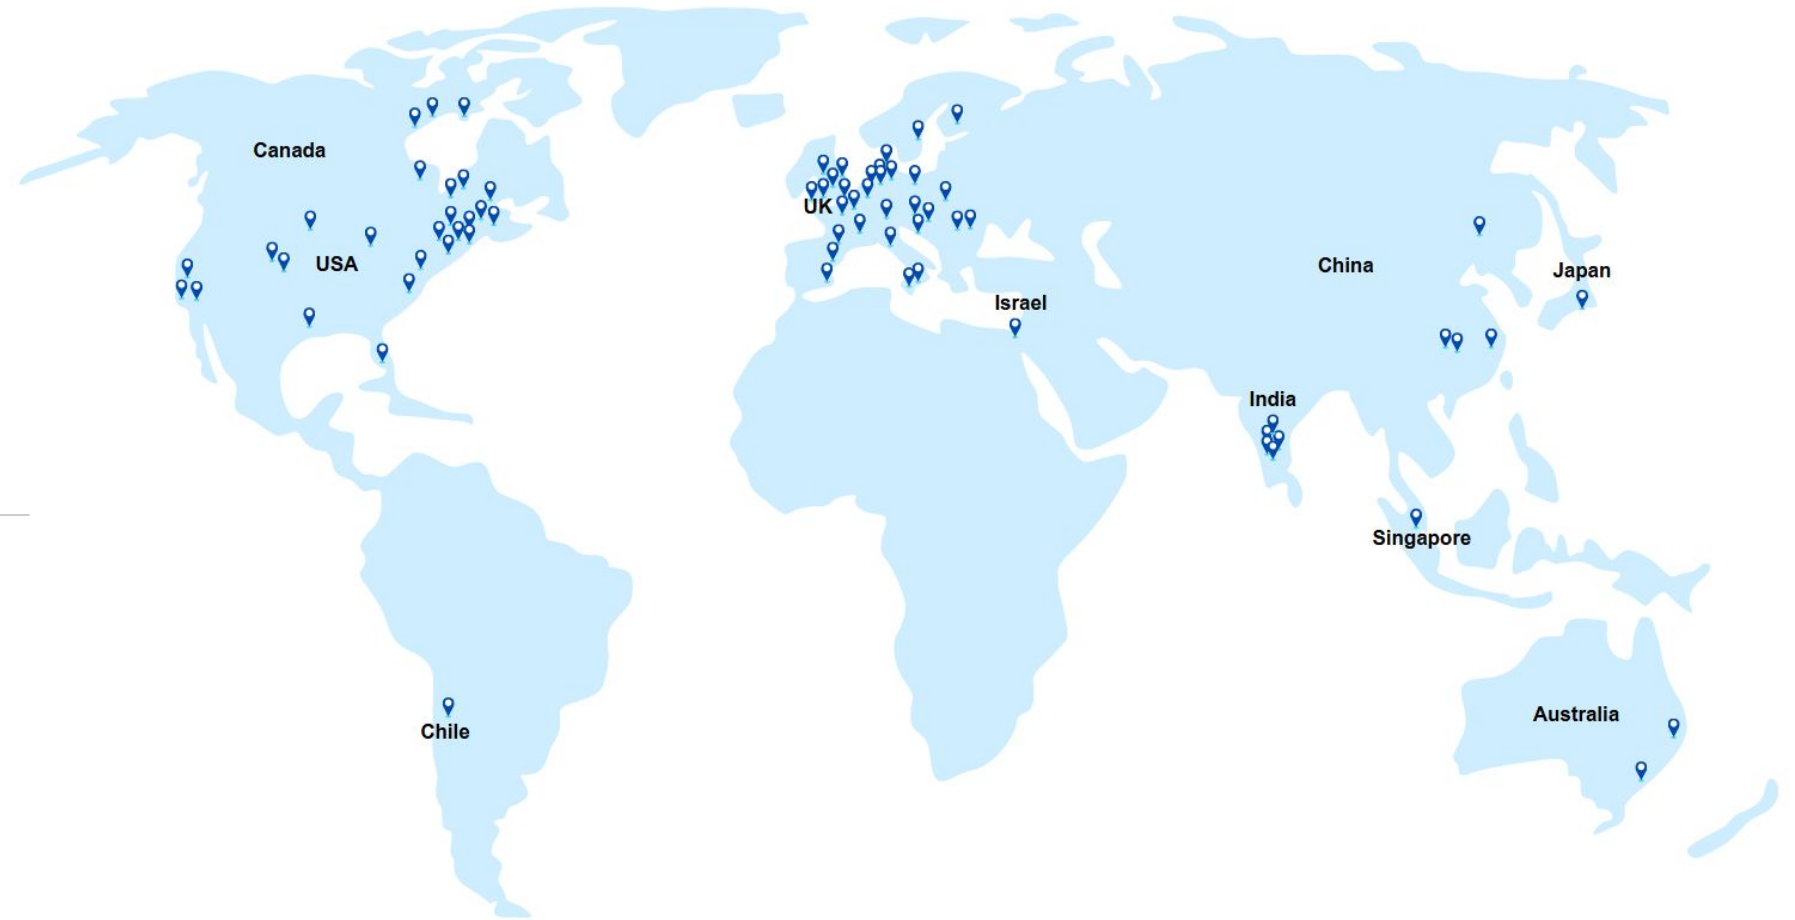 Canada
UK
USA
China
Japan
Israel
India
Singapore
Australia
Chile